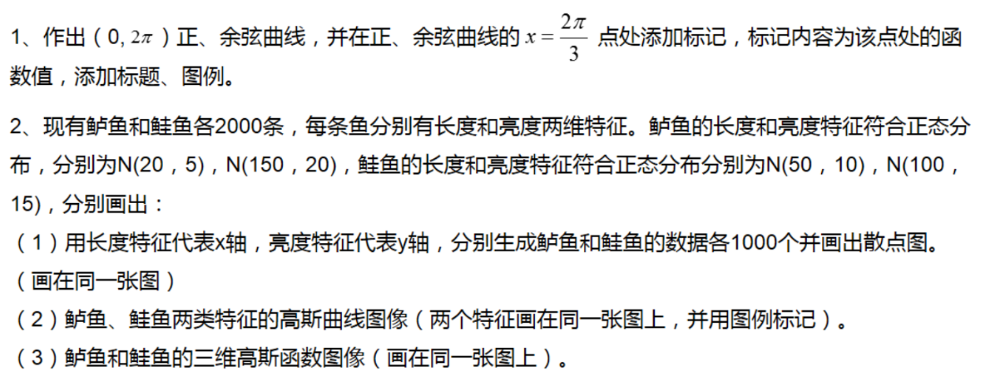 1、作出（0, 2π）正、余弦曲线，并在正、余弦曲线的 x = 2π/3 点处添加标记，标记内容为该点处的函
数值，添加标题、图例。
2、现有鲈鱼和鲑鱼各2000条，每条鱼分别有长度和亮度两维特征。鲈鱼的长度和亮度特征符合正态分
布，分别为N(20，5)，N(150，20)，鲑鱼的长度和亮度特征符合正态分布分别为N(50，10)，N(100，
15)，分别画出：
（1）用长度特征代表x轴，亮度特征代表y轴，分别生成鲈鱼和鲑鱼的数据各1000个并画出散点图。
（画在同一张图）
（2）鲈鱼、鲑鱼两类特征的高斯曲线图像（两个特征画在同一张图上，并用图例标记）。
（3）鲈鱼和鲑鱼的三维高斯函数图像（画在同一张图上）。